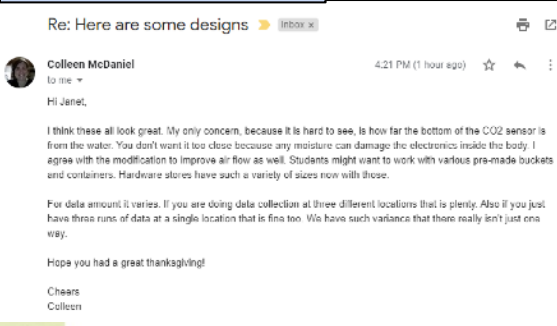 Re: Here are some designs Inbox x
Colleen McDaniel 4:21 PM (1 hour ago)
to me
Hi Janet,
I think these all look great. My only concern, because it is hard to see, is how far the bottom of the CO2 sensor is
from the water. You don't want it too close because any moisture can damage the electronics inside the body. I
agree with the modification to improve air flow as well. Students might want to work with various pre-made buckets
and containers. Hardware stores have such a variety of sizes now with those.
For data amount it varies. If you are doing data collection at three different locations that is plenty. Also if you just
have three runs of data at a single location that is fine too. We have such variance that there really isn't just one
way.
Hope you had a great thanksgiving!
Cheers
Colleen